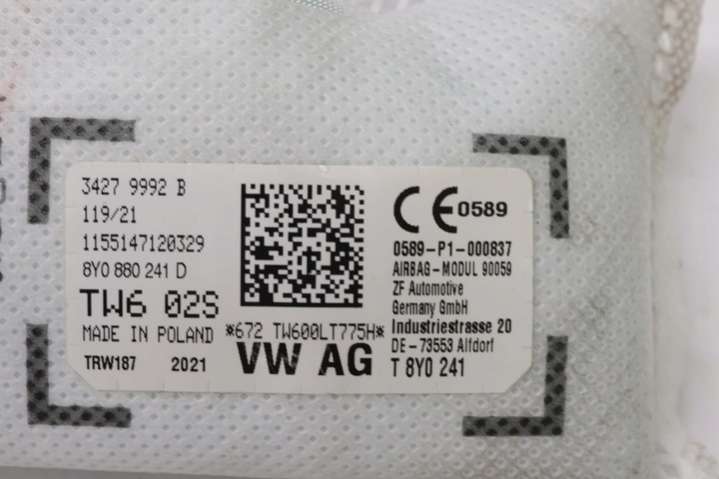 3427 9992 B
119/21
1155147120329
8Y0 880 241 D
TW6 02S
MADE IN POLAND
TRW187 2021
*672 TW600LT775H*
VW AG
CE 0589
0589-P1-000837
AIRBAG-MODUL 90059
ZF Automotive
Germany GmbH
Industriestrasse 20
DE-73553 Alfdorf
T 8Y0 241